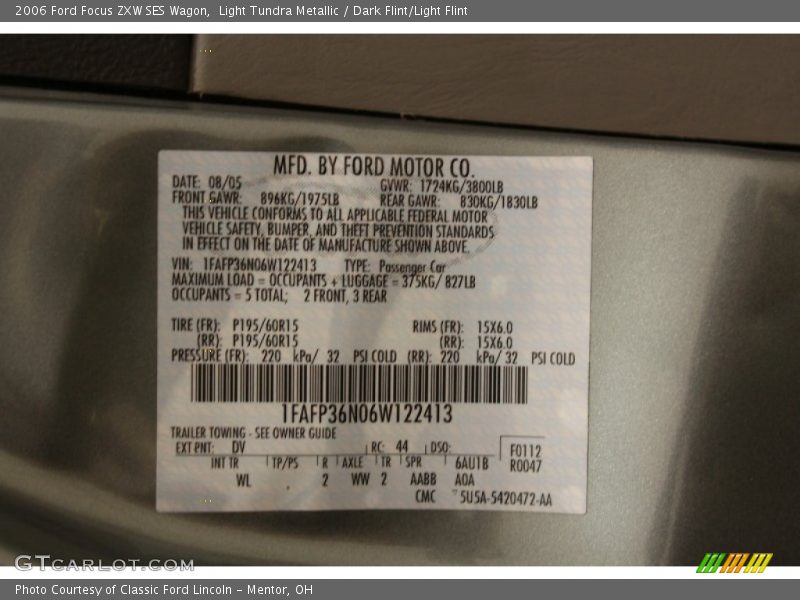 2006 Ford Focus ZXW SES Wagon,  Light Tundra Metallic / Dark Flint/Light Flint
MFD. BY FORD MOTOR CO.
DATE: 08/05 GVWR: 1724KG/3800LB
FRONT GAWR: 896KG/1975LB REAR GAWR: 830KG/1830LB
THIS VEHICLE CONFORMS TO ALL APPLICABLE FEDERAL MOTOR
VEHICLE SAFETY, BUMPER, AND THEFT PREVENTION STANDARDS
IN EFFECT ON THE DATE OF MANUFACTURE SHOWN ABOVE.
VIN: 1FAFP36N06W122413 TYPE: Passenger Car
MAXIMUM LOAD = OCCUPANTS + LUGGAGE = 375KG/ 827LB
OCCUPANTS = 5 TOTAL; 2 FRONT, 3 REAR
TIRE (FR): P195/60R15 RIMS (FR): 15X6.0
(RR): P195/60R15 (RR): 15X6.0
PRESSURE (FR): 220 kPa/ 32 PSI COLD (RR): 220 kPa/ 32 PSI COLD
1FAFP36N06W122413
TRAILER TOWING - SEE OWNER GUIDE
EXT PNT: DV RC: 44 DSO: F0112
INT TR TP/PS R AXLE TR SPR 6AU1B R0047
WL 2 WW 2 AABB AOA
CMC 5U5A-5420472-AA
GTCARLOT.COM
Photo Courtesy of Classic Ford Lincoln - Mentor, OH